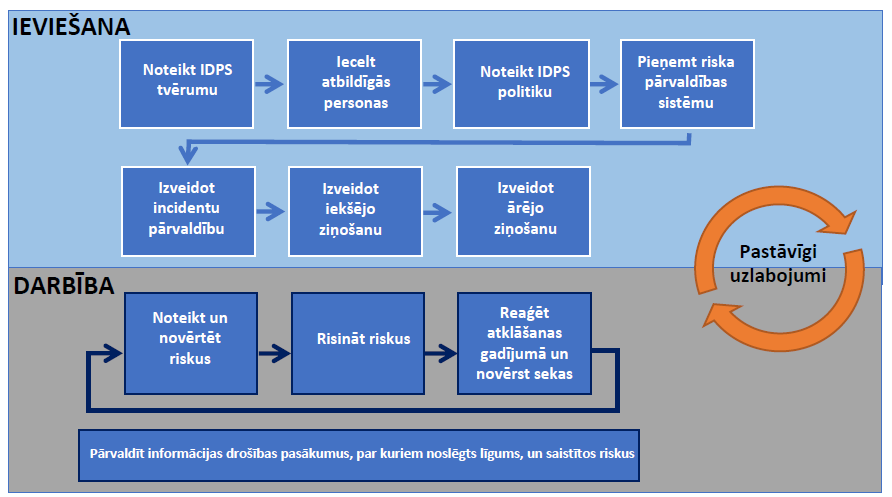 IEVIEŠANA
Noteikt IDPS
tvērumu
Iecelt
atbildīgās
personas
Noteikt IDPS
politiku
Pieņemt riska
pārvaldības
sistēmu
Izveidot
incidentu
pārvaldību
Izveidot
iekšējo
ziņošanu
Izveidot
ārējo
ziņošanu
Pastāvīgi
uzlabojumi
DARBĪBA
Noteikt un
novērtēt
riskus
Risināt riskus
Reaģēt
atklāšanas
gadījumā un
novērst sekas
Pārvaldīt informācijas drošības pasākumus, par kuriem noslēgts līgums, un saistītos riskus